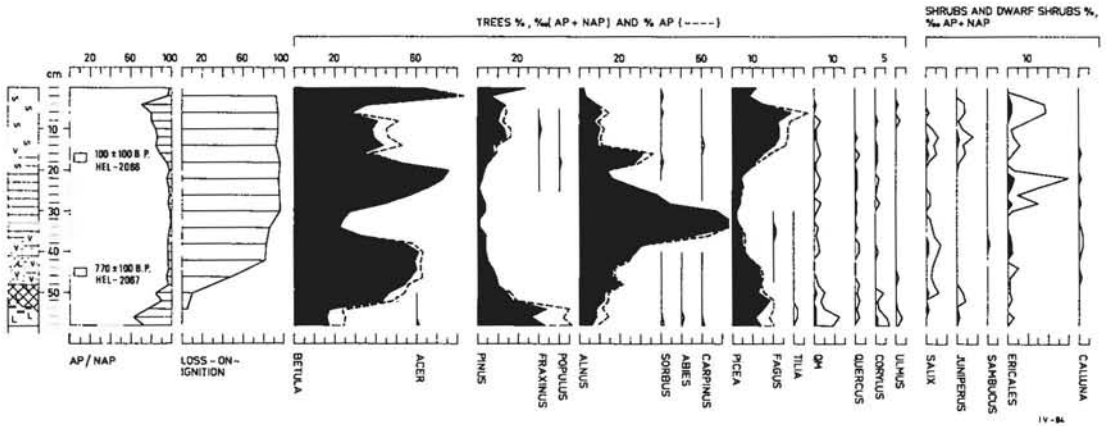 TREES %, ‰ (AP + NAP) AND % AP (----)
SHRUBS AND DWARF SHRUBS %,
‰ AP + NAP
20 60 100 20 60 100 60 20 20 60 10 10 5 10
cm
S
S
S
V
S
10
20
30
40
50
100 ± 100 B.P.
HEL-2066
770 ± 100 B.P.
HEL-2067
V
V
V V
V V
L L
AP / NAP
LOSS-ON-
IGNITION
BETULA
ACER
PINUS
FRAXINUS
POPULUS
ALNUS
SORBUS
ABIES
CARPINUS
PICEA
FAGUS
TILIA
QM
QUERCUS
CORYLUS
ULMUS
SALIX
JUNIPERUS
SAMBUCUS
ERICALES
CALLUNA
IV-84